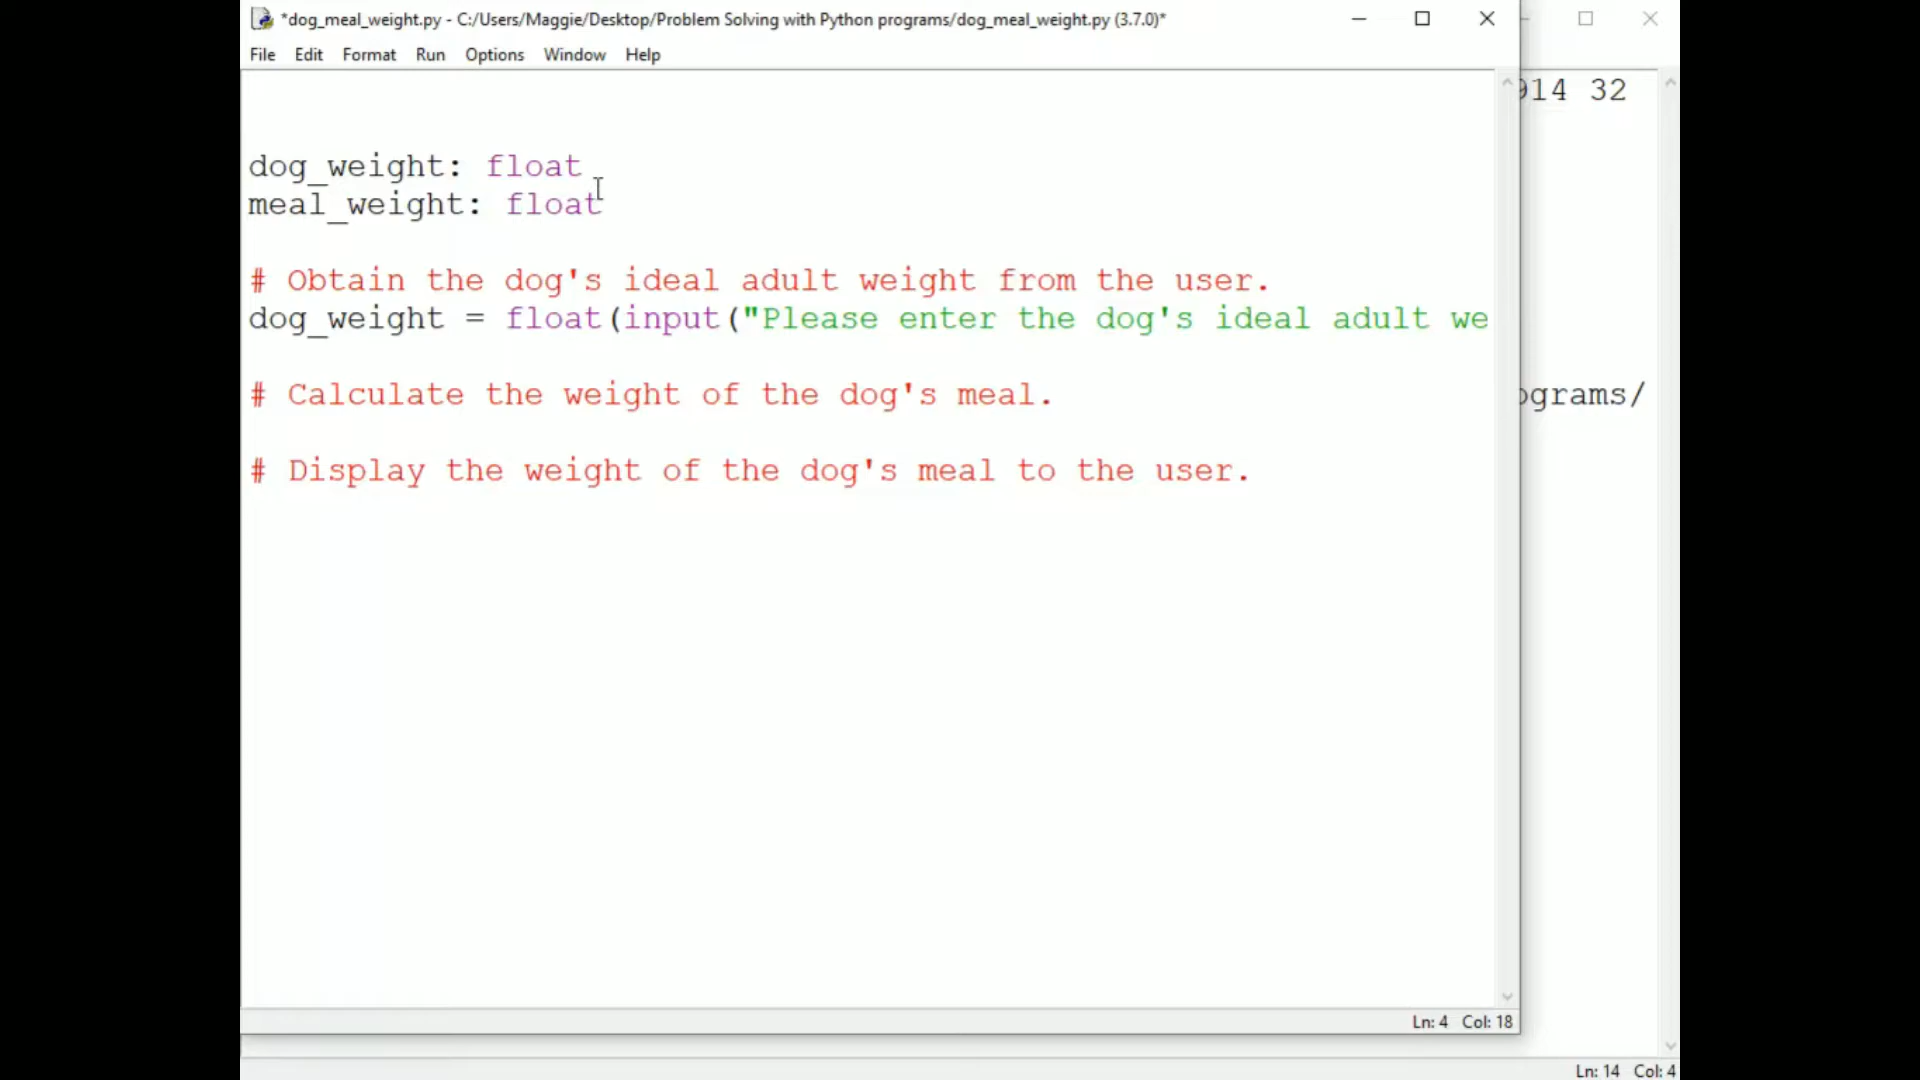 *dog_meal_weight.py - C:/Users/Maggie/Desktop/Problem Solving with Python programs/dog_meal_weight.py (3.7.0)*
File Edit Format Run Options Window Help
914 32
dog_weight: float
meal_weight: float
# Obtain the dog's ideal adult weight from the user.
dog_weight = float(input("Please enter the dog's ideal adult we
# Calculate the weight of the dog's meal.
ograms/
# Display the weight of the dog's meal to the user.
Ln: 4 Col: 18
Ln: 14 Col: 4